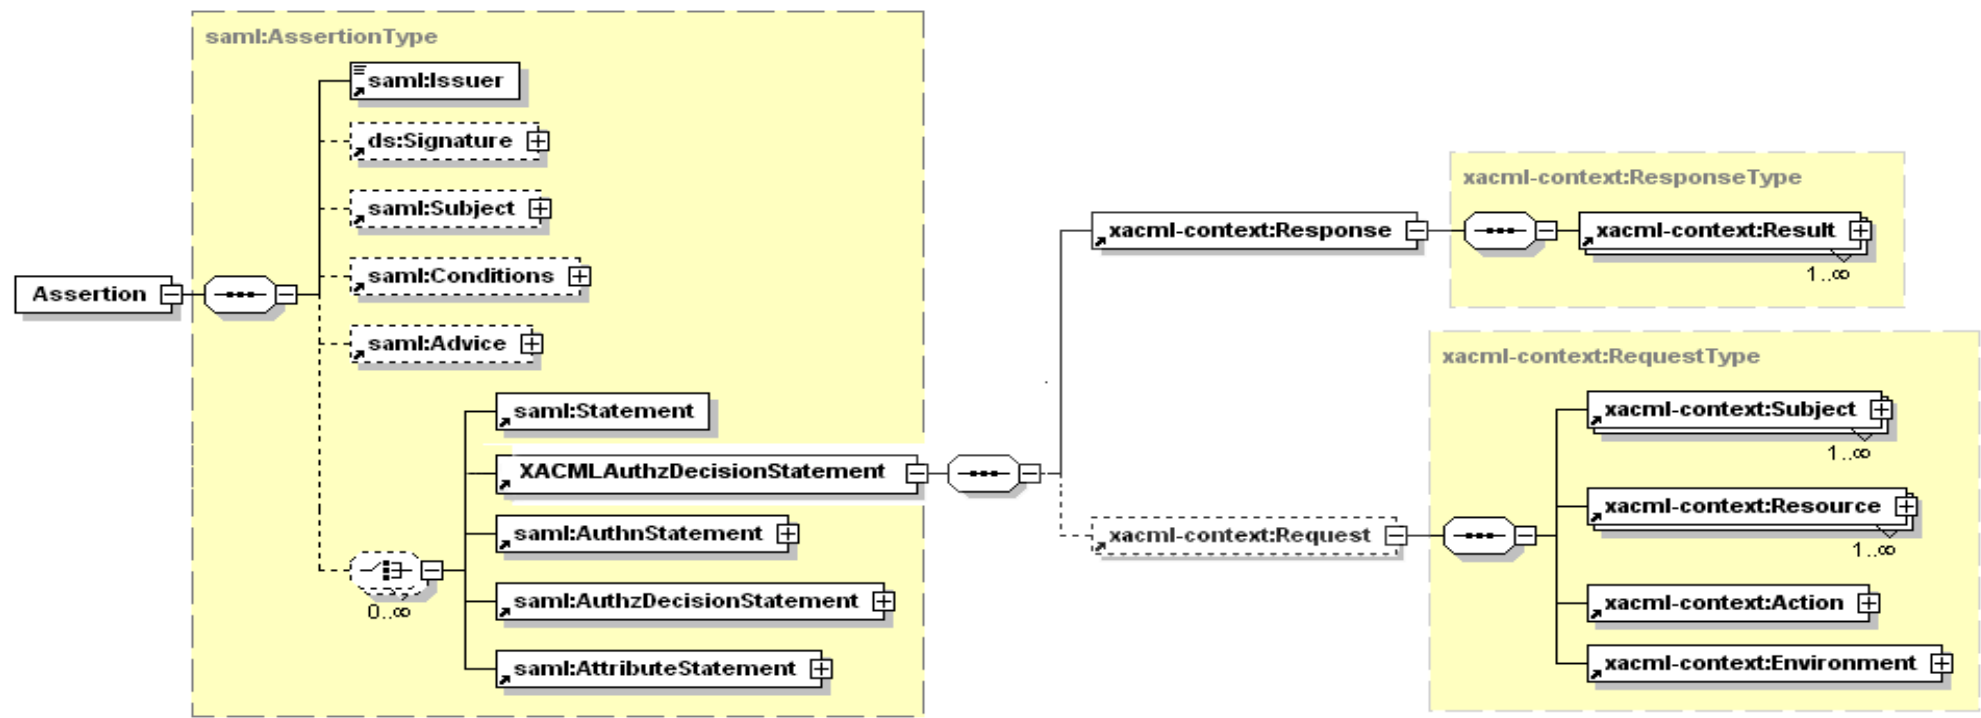 saml:AssertionType
saml:Issuer
ds:Signature
saml:Subject
saml:Conditions
Assertion
saml:Advice
saml:Statement
XACMLAuthzDecisionStatement
saml:AuthnStatement
saml:AuthzDecisionStatement
0..∞
saml:AttributeStatement
xacml-context:ResponseType
xacml-context:Response
xacml-context:Result
1..∞
xacml-context:RequestType
xacml-context:Subject
1..∞
xacml-context:Resource
xacml-context:Request
1..∞
xacml-context:Action
xacml-context:Environment